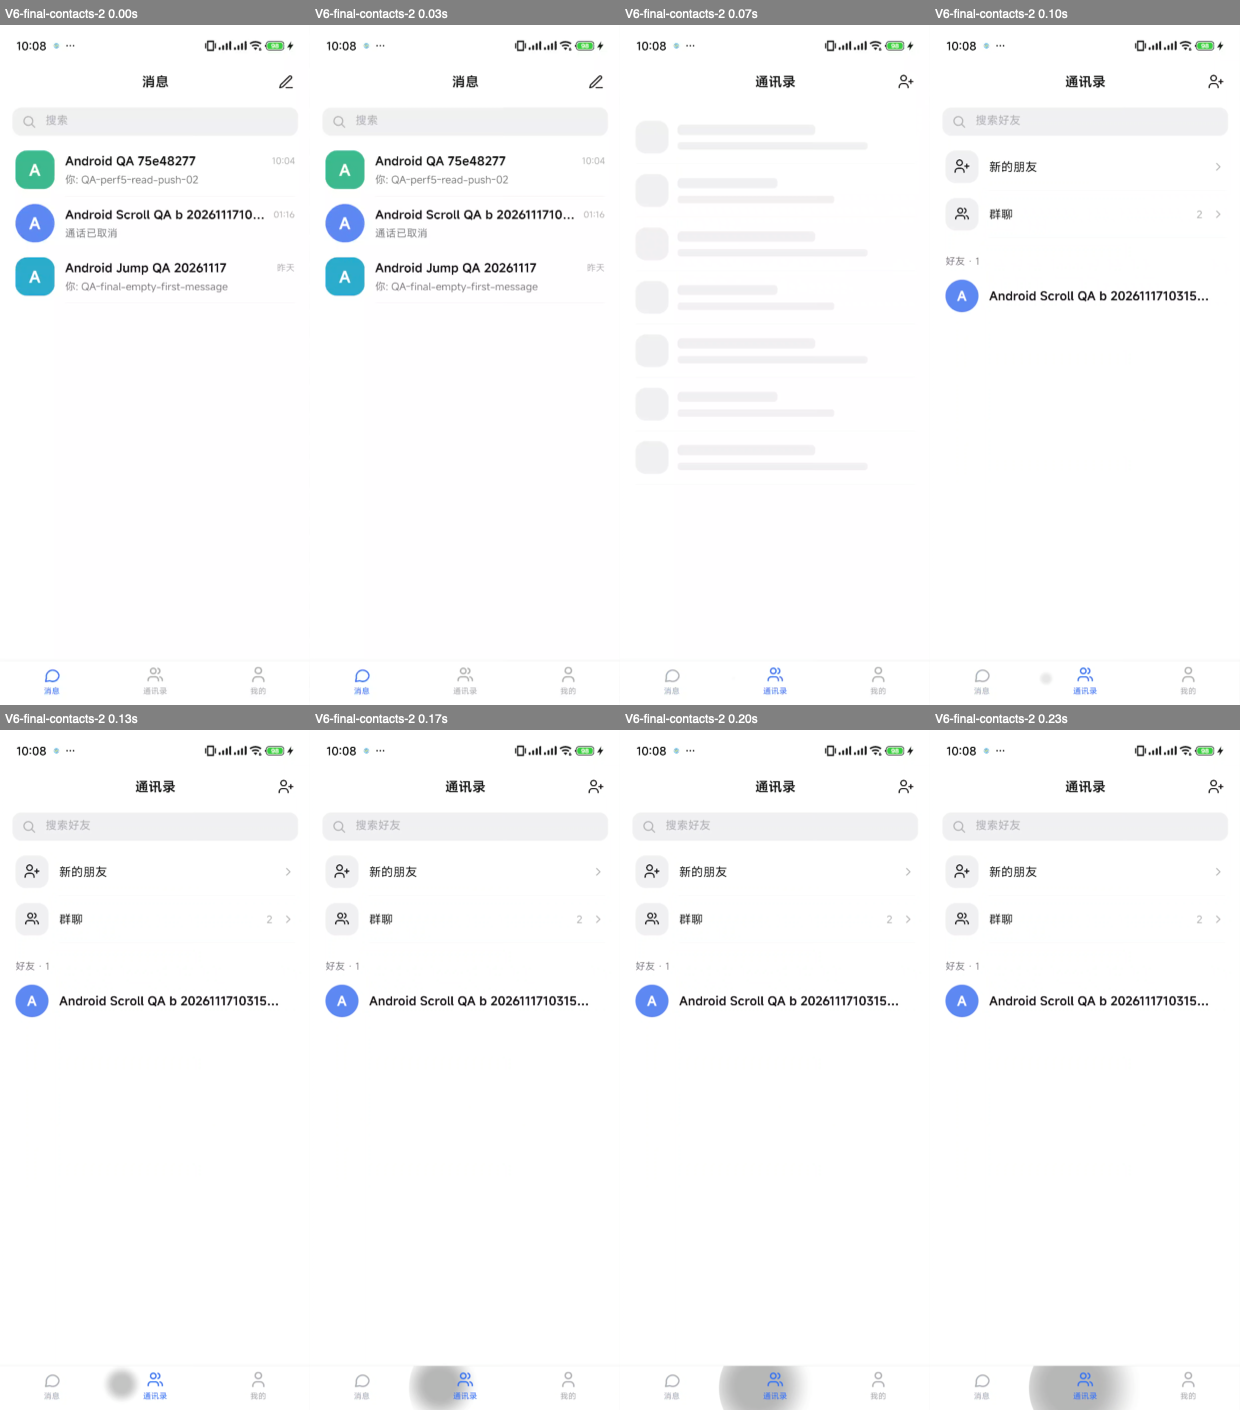 V6-final-contacts-2 0.00s
10:08 ··· 98
消息
搜索
Android QA 75e48277 10:04
你: QA-perf5-read-push-02
Android Scroll QA b 2026111710... 01:16
通话已取消
Android Jump QA 20261117 昨天
你: QA-final-empty-first-message
消息 通讯录 我的
V6-final-contacts-2 0.03s
10:08 ··· 98
消息
搜索
Android QA 75e48277 10:04
你: QA-perf5-read-push-02
Android Scroll QA b 2026111710... 01:16
通话已取消
Android Jump QA 20261117 昨天
你: QA-final-empty-first-message
消息 通讯录 我的
V6-final-contacts-2 0.07s
10:08 ··· 98
通讯录
消息 通讯录 我的
V6-final-contacts-2 0.10s
10:08 ··· 98
通讯录
搜索好友
新的朋友
群聊 2
好友 · 1
A Android Scroll QA b 2026111710315...
消息 通讯录 我的
V6-final-contacts-2 0.13s
10:08 ··· 98
通讯录
搜索好友
新的朋友
群聊 2
好友 · 1
A Android Scroll QA b 2026111710315...
消息 通讯录 我的
V6-final-contacts-2 0.17s
10:08 ··· 98
通讯录
搜索好友
新的朋友
群聊 2
好友 · 1
A Android Scroll QA b 2026111710315...
消息 通讯录 我的
V6-final-contacts-2 0.20s
10:08 ··· 98
通讯录
搜索好友
新的朋友
群聊 2
好友 · 1
A Android Scroll QA b 2026111710315...
消息 通讯录 我的
V6-final-contacts-2 0.23s
10:08 ··· 98
通讯录
搜索好友
新的朋友
群聊 2
好友 · 1
A Android Scroll QA b 2026111710315...
消息 通讯录 我的